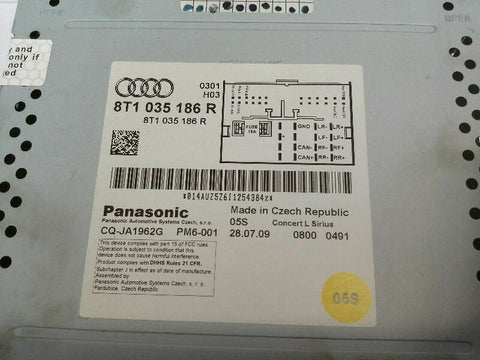 OPEN
y and
only if
not
ed
0301
H03
8T1 035 186 R
8T1 035 186 R
FUSE
10A
GND LR- LR+
LF- LF+
CAN- RF- RF+
CAN+ RR- RR+
Panasonic
Panasonic Automotive Systems Czech, s.r.o.
CQ-JA1962G PM6-001
Made in Czech Republic
05S Concert L Sirius
28.07.09 0800 0491
This device complies with part 15 of FCC rules.
Operation is subject to condition that this
device does not cause harmful interference.
Product complies with DHHS Rules 21 CFR.
Subchapter J in effect as of date of manufacture.
Assembled by
Panasonic Automotive Systems Czech, s.r.o.
Pardubice, Czech Republic
05S